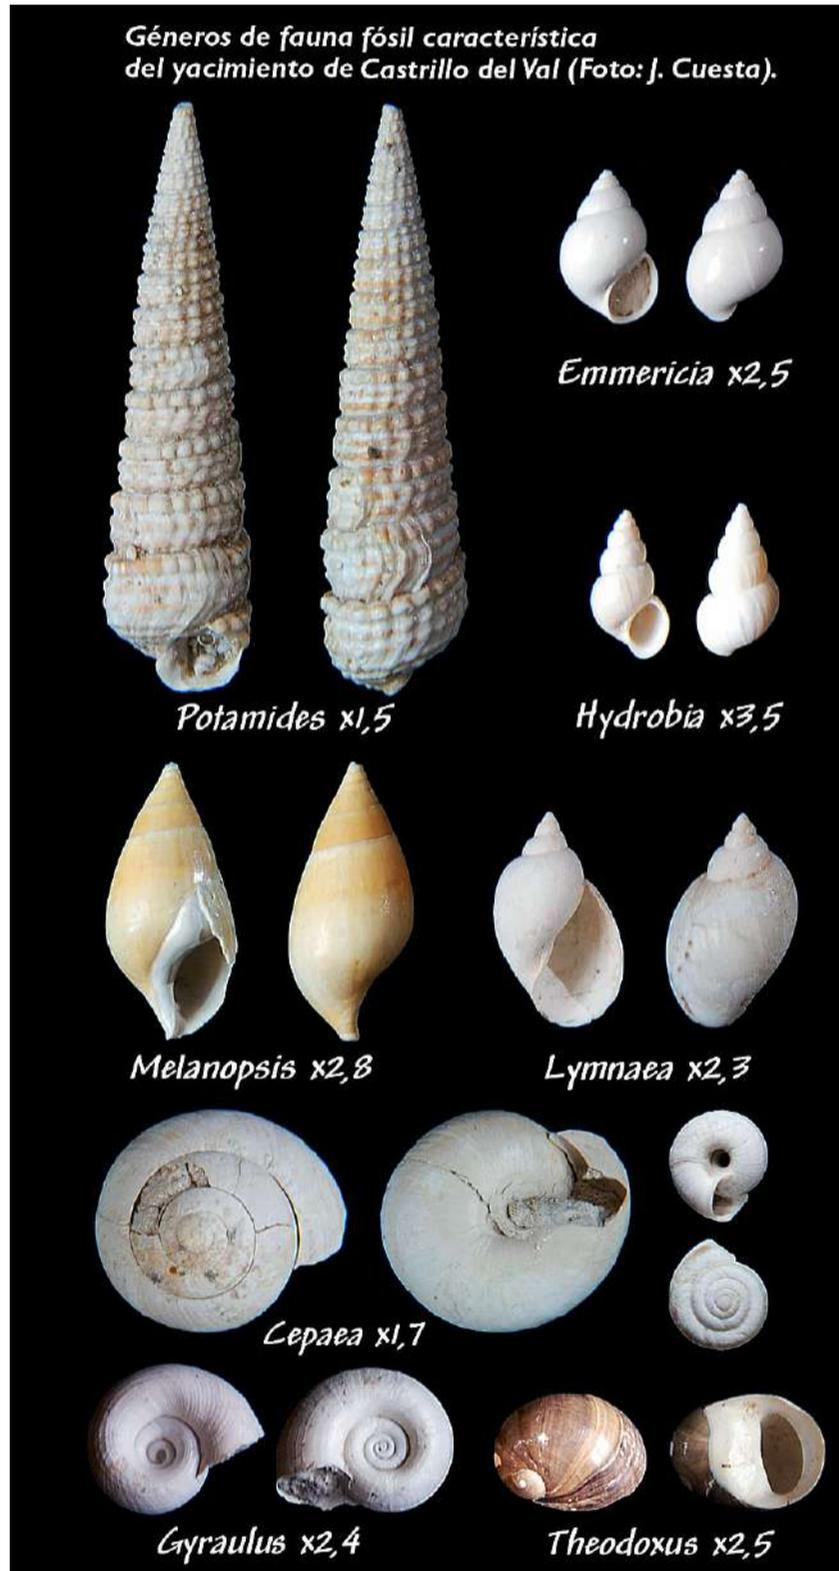 Géneros de fauna fósil característica
del yacimiento de Castrillo del Val (Foto: J. Cuesta).
Emmericia x2,5
Potamides x1,5
Hydrobia x3,5
Melanopsis x2,8
Lymnaea x2,3
Cepaea x1,7
Gyraulus x2,4
Theodoxus x2,5